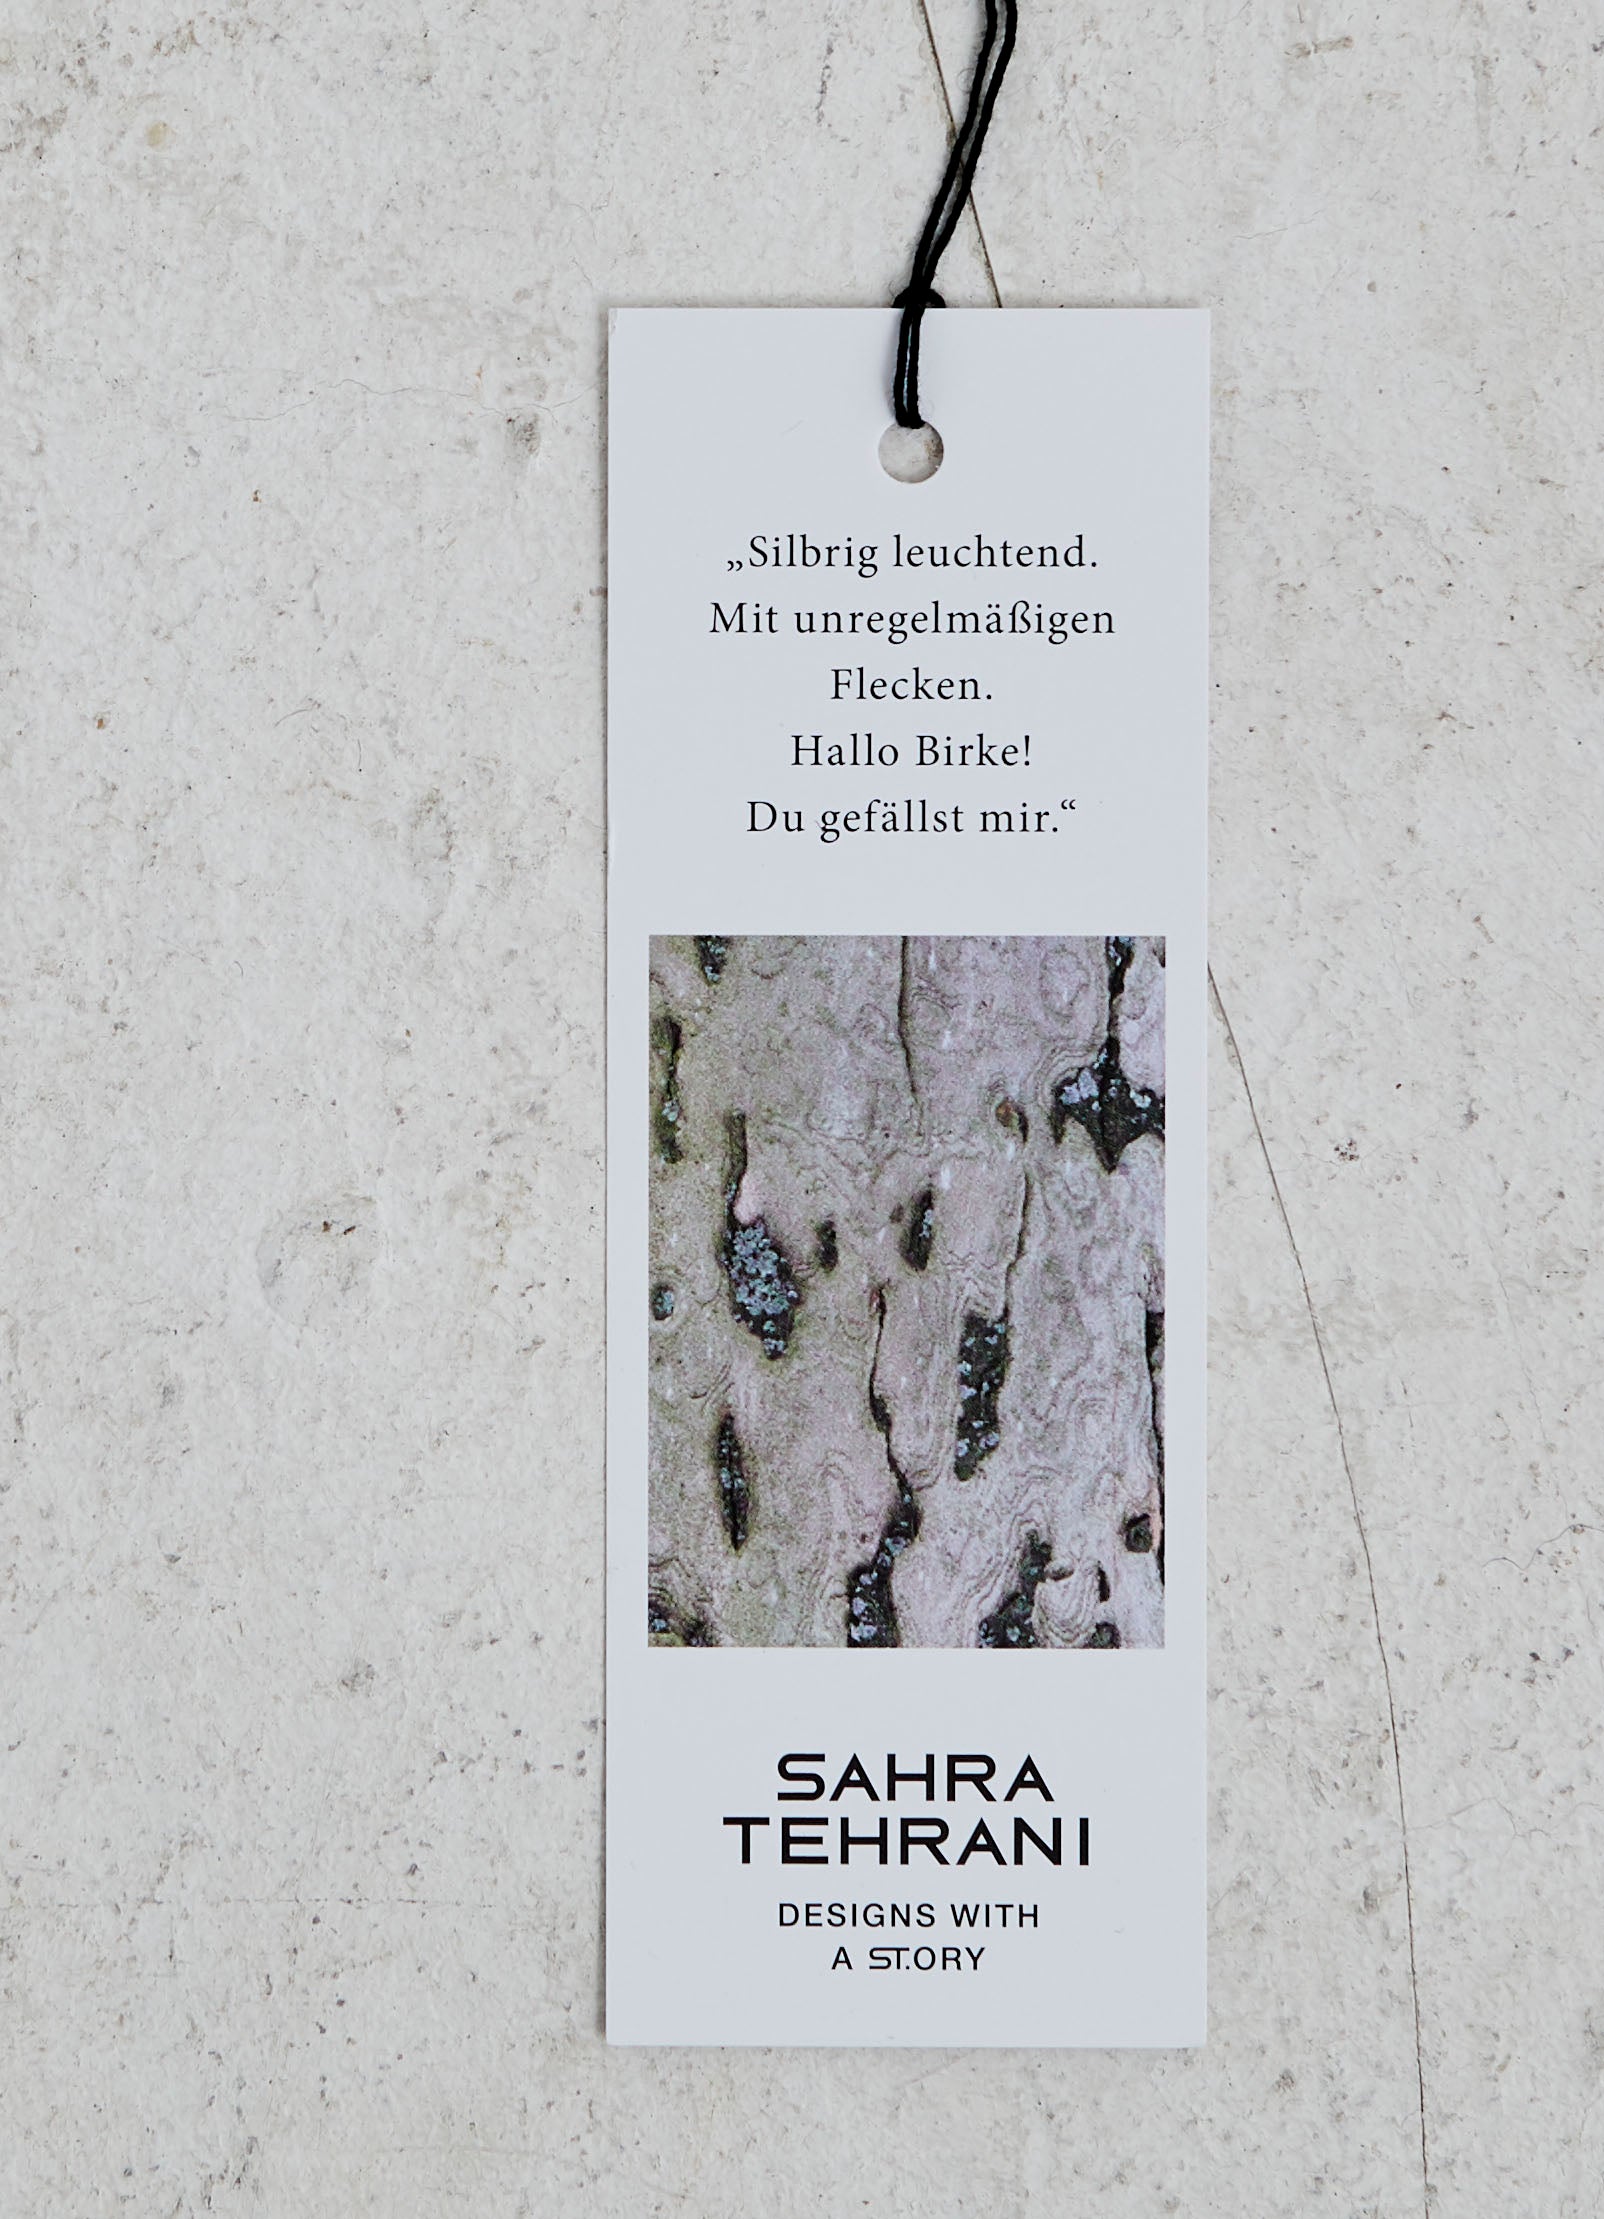 „Silbrig leuchtend.
Mit unregelmäßigen
Flecken.
Hallo Birke!
Du gefällst mir.“
SAHRA
TEHRANI
DESIGNS WITH
A ST.ORY